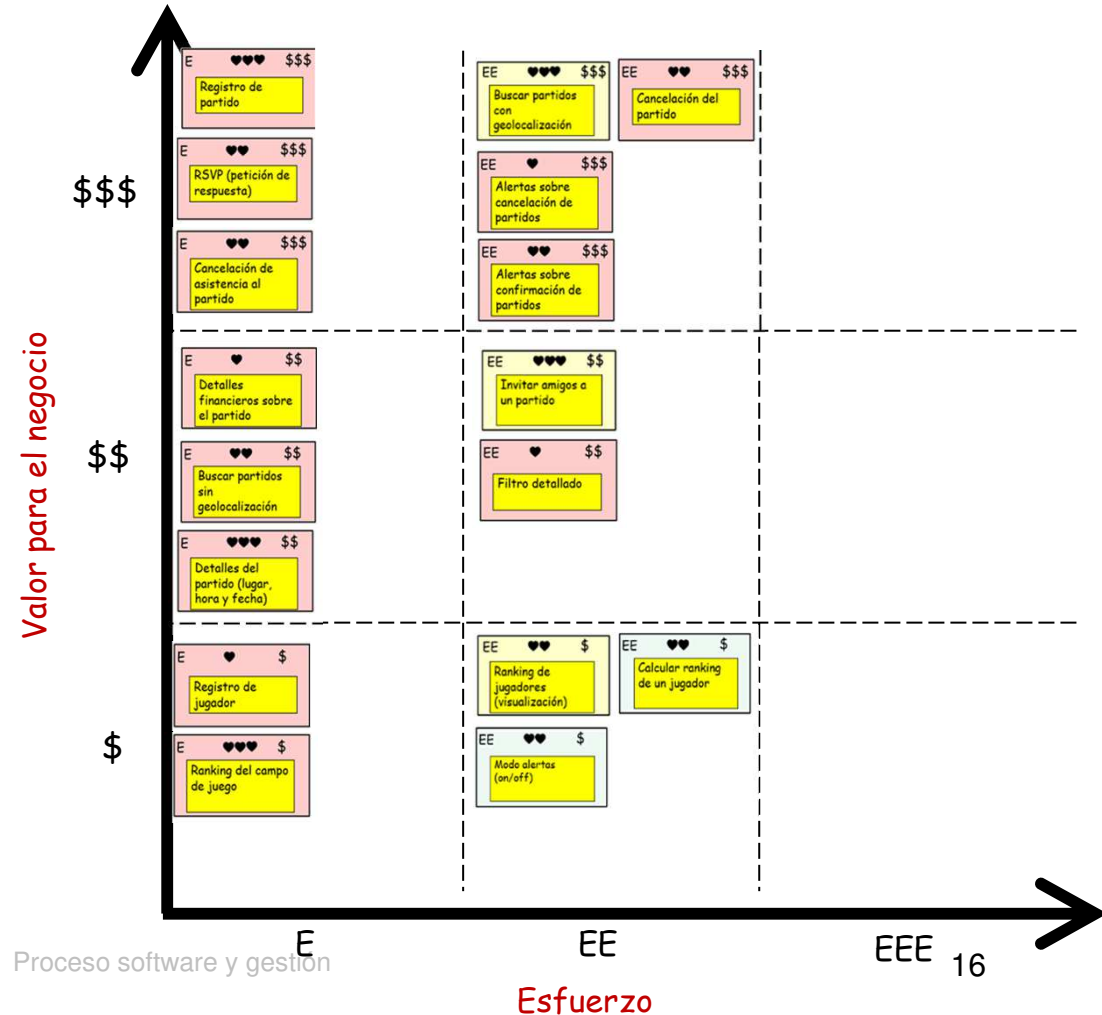 E ♥♥♥ $$$
Registro de
partido
E ♥♥ $$$
RSVP (petición de
respuesta)
E ♥♥ $$$
Cancelación de
asistencia al
partido
EE ♥♥♥ $$$
Buscar partidos
con
geolocalización
EE ♥♥ $$$
Cancelación del
partido
EE ♥ $$$
Alertas sobre
cancelación de
partidos
EE ♥♥ $$$
Alertas sobre
confirmación de
partidos
$$$
E ♥ $$
Detalles
financieros sobre
el partido
E ♥♥ $$
Buscar partidos
sin
geolocalización
E ♥♥♥ $$
Detalles del
partido (lugar,
hora y fecha)
EE ♥♥♥ $$
Invitar amigos a
un partido
EE ♥ $$
Filtro detallado
$$
Valor para el negocio
E ♥ $
Registro de
jugador
E ♥♥♥ $
Ranking del campo
de juego
EE ♥♥ $
Ranking de
jugadores
(visualización)
EE ♥♥ $
Calcular ranking
de un jugador
EE ♥♥ $
Modo alertas
(on/off)
$
E
EE
EEE
Proceso software y gestión
16
Esfuerzo